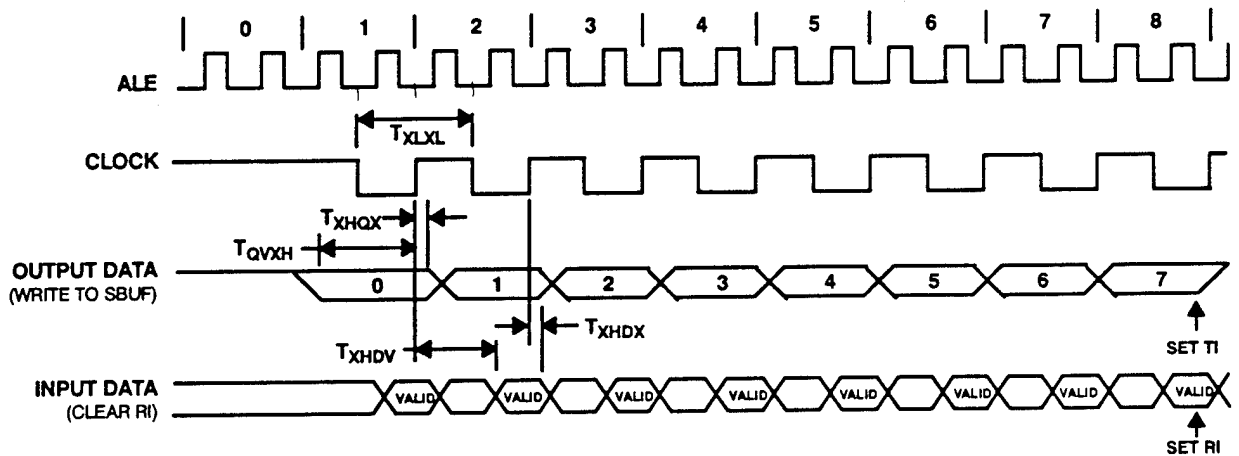 0 1 2 3 4 5 6 7 8
ALE
TXLXL
CLOCK
TXHQX
TQVXH
OUTPUT DATA
(WRITE TO SBUF)
0 1 2 3 4 5 6 7
TXHDX
TXHDV
SET TI
INPUT DATA
(CLEAR RI)
VALID VALID VALID VALID VALID VALID VALID VALID
SET RI